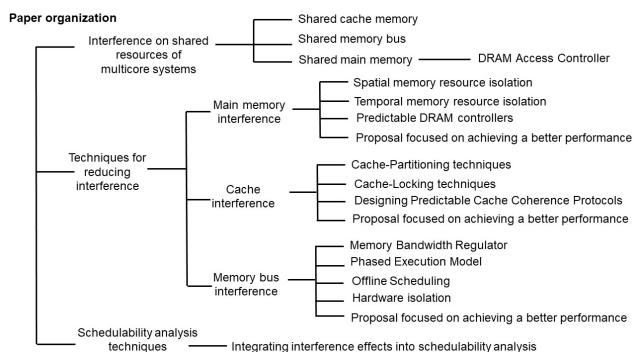 Paper organization
Interference on shared
resources of
multicore systems
Shared cache memory
Shared memory bus
Shared main memory
DRAM Access Controller
Techniques for
reducing
interference
Main memory
interference
Spatial memory resource isolation
Temporal memory resource isolation
Predictable DRAM controllers
Proposal focused on achieving a better performance
Cache
interference
Cache-Partitioning techniques
Cache-Locking techniques
Designing Predictable Cache Coherence Protocols
Proposal focused on achieving a better performance
Memory bus
interference
Memory Bandwidth Regulator
Phased Execution Model
Offline Scheduling
Hardware isolation
Proposal focused on achieving a better performance
Schedulability analysis
techniques
Integrating interference effects into schedulability analysis